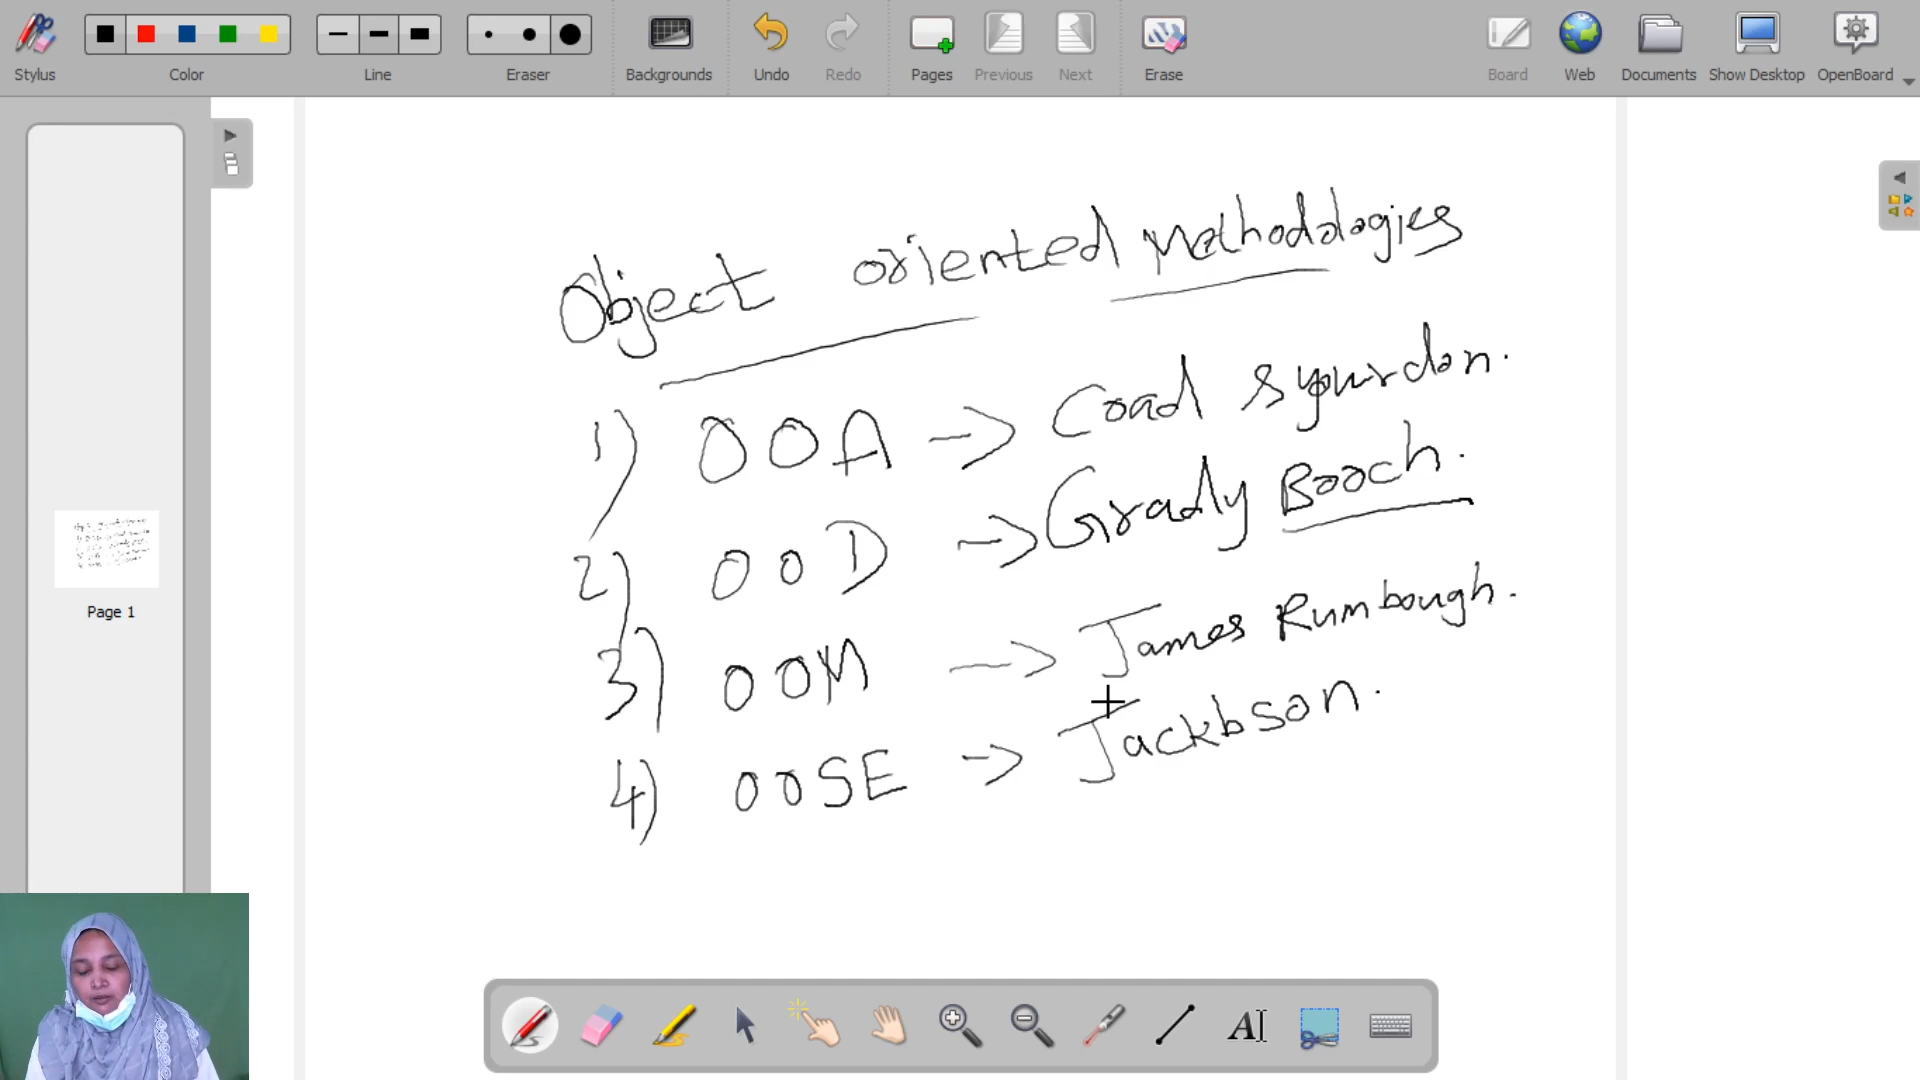 Stylus Color Line Eraser Backgrounds Undo Redo Pages Previous Next Erase Board Web Documents Show Desktop OpenBoard
Object oriented Methodologies
1) OOA -> Coad & yourdon.
2) OOD -> Grady Booch.
3) OOM -> James Rumbough.
4) OOSE -> Jackbson.
Page 1